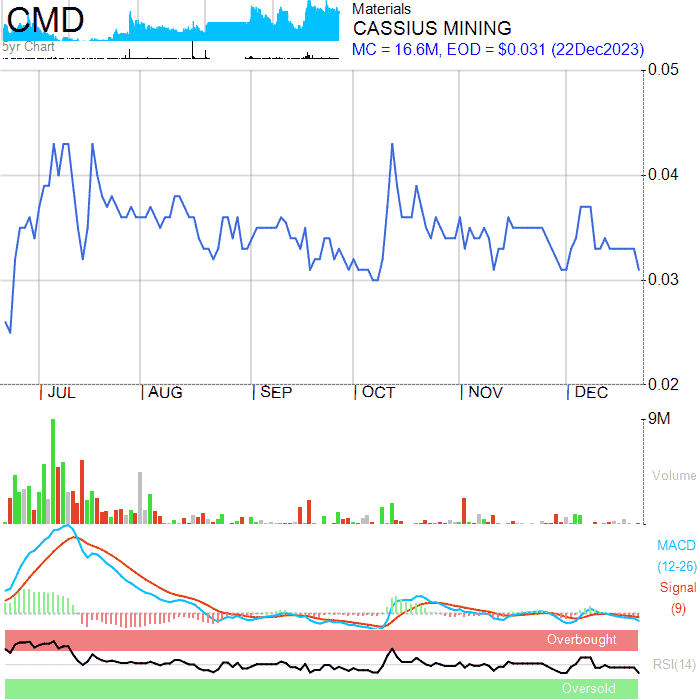 CMD
5yr Chart
Materials
CASSIUS MINING
MC = 16.6M, EOD = $0.031 (22Dec2023)
0.05
0.04
0.03
0.02
JUL AUG SEP OCT NOV DEC
9M
Volume
MACD
(12-26)
Signal
(9)
Overbought
RSI(14)
Oversold